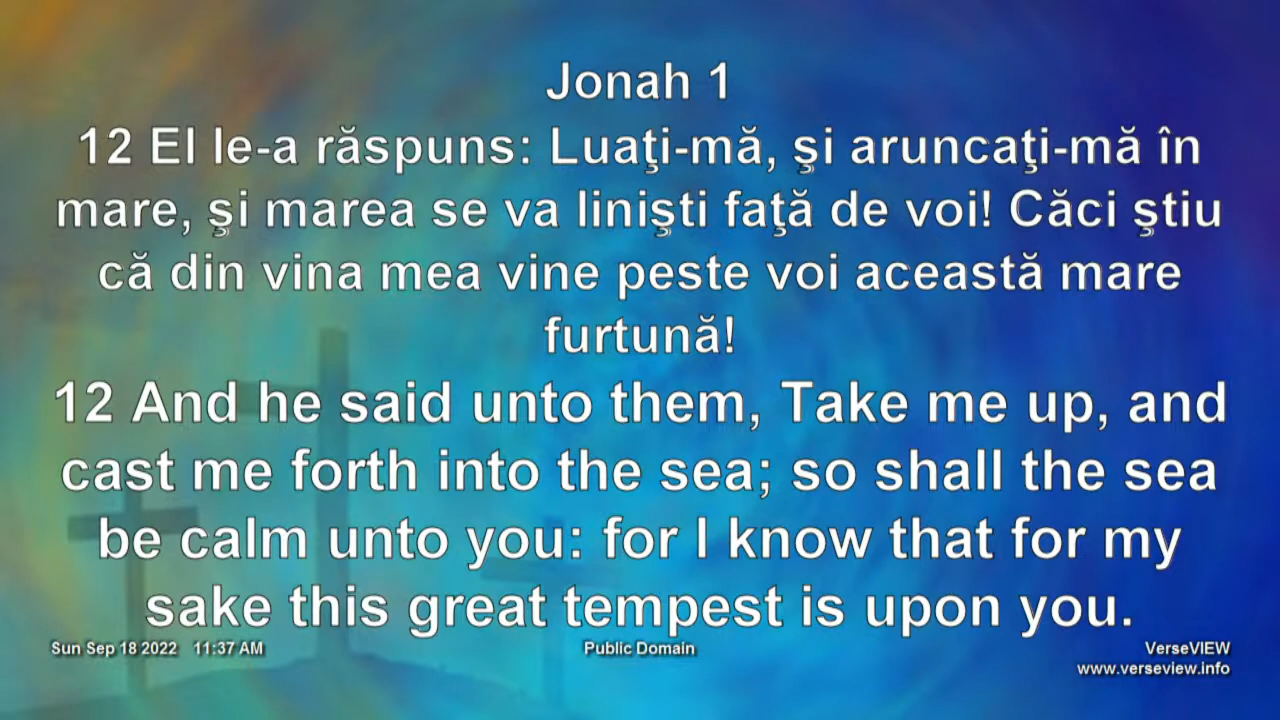 Jonah 1
12 El le-a răspuns: Luaţi-mă, şi aruncaţi-mă în
mare, şi marea se va linişti faţă de voi! Căci ştiu
că din vina mea vine peste voi această mare
furtună!
12 And he said unto them, Take me up, and
cast me forth into the sea; so shall the sea
be calm unto you: for I know that for my
sake this great tempest is upon you.
Sun Sep 18 2022 11:37 AM Public Domain VerseVIEW
www.verseview.info